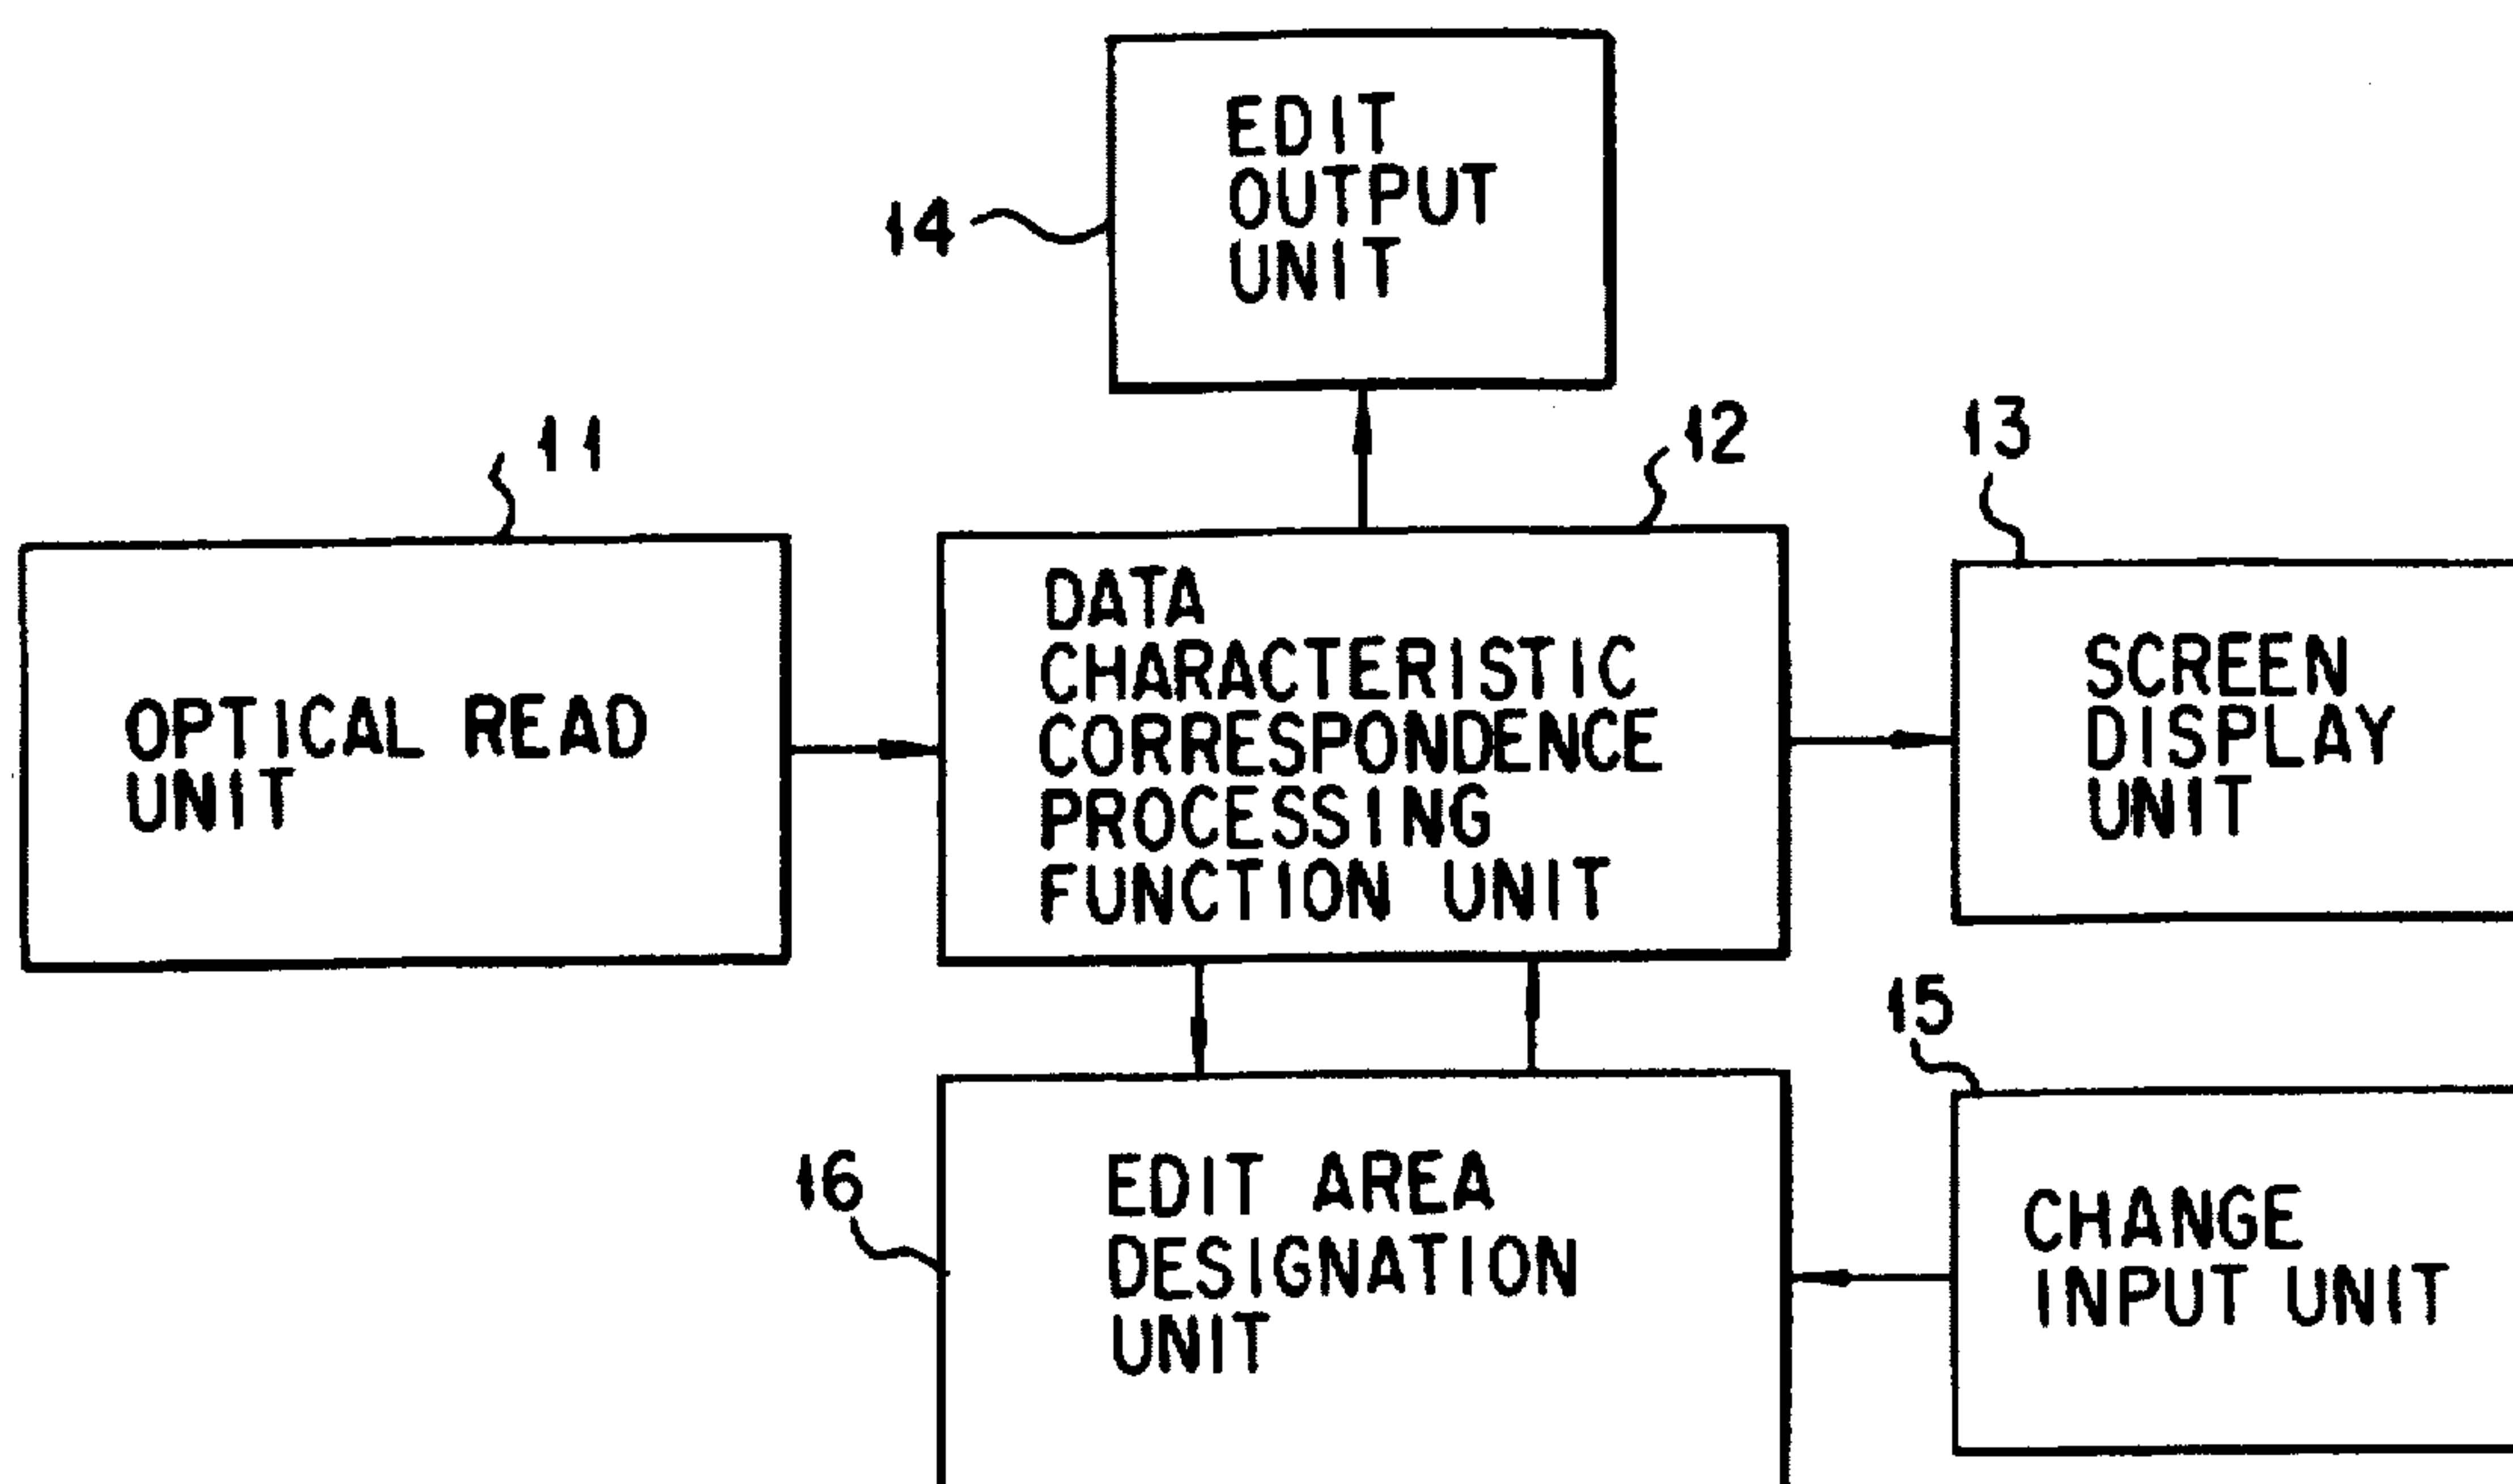 EDIT
OUTPUT
UNIT
14
11
12
13
OPTICAL READ
UNIT
DATA
CHARACTERISTIC
CORRESPONDENCE
PROCESSING
FUNCTION UNIT
SCREEN
DISPLAY
UNIT
15
16
EDIT AREA
DESIGNATION
UNIT
CHANGE
INPUT UNIT